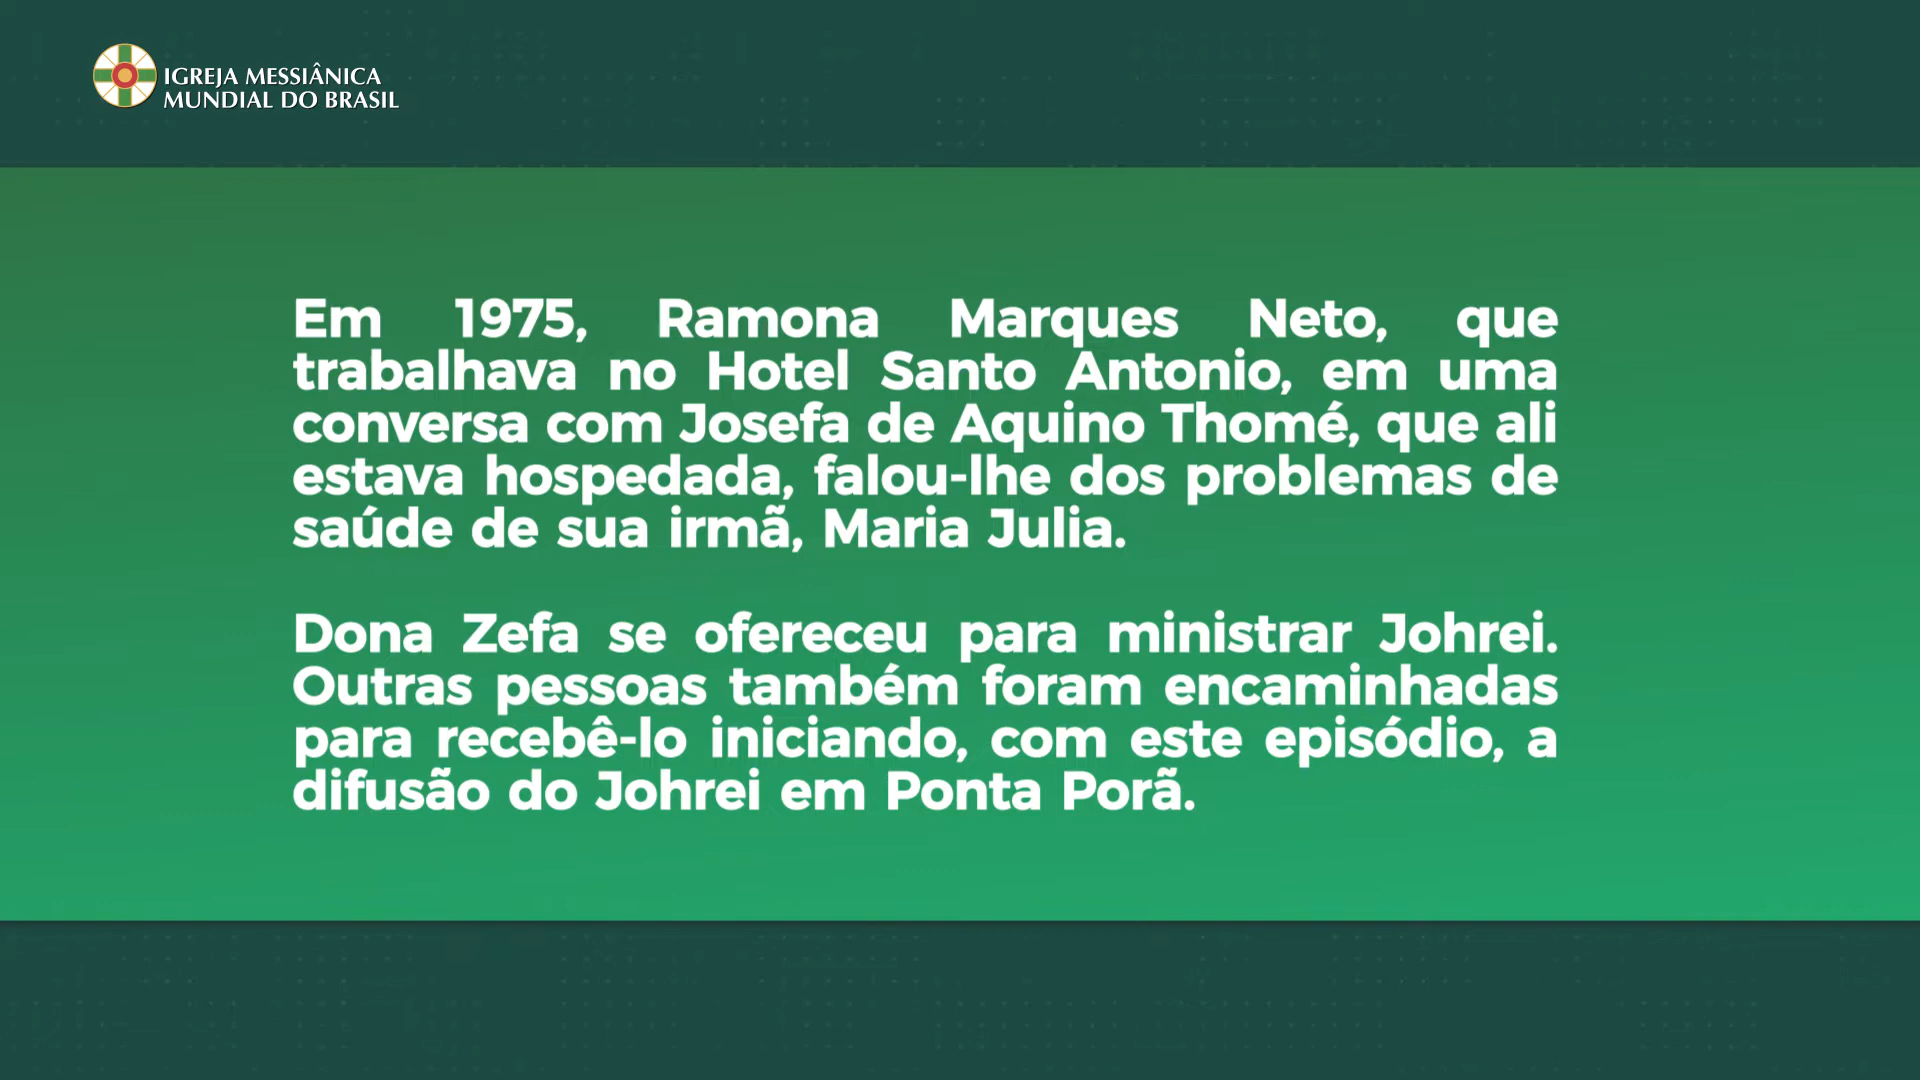 IGREJA MESSIÂNICA
MUNDIAL DO BRASIL
Em 1975, Ramona Marques Neto, que
trabalhava no Hotel Santo Antonio, em uma
conversa com Josefa de Aquino Thomé, que ali
estava hospedada, falou-lhe dos problemas de
saúde de sua irmã, Maria Julia.
Dona Zefa se ofereceu para ministrar Johrei.
Outras pessoas também foram encaminhadas
para recebê-lo iniciando, com este episódio, a
difusão do Johrei em Ponta Porã.